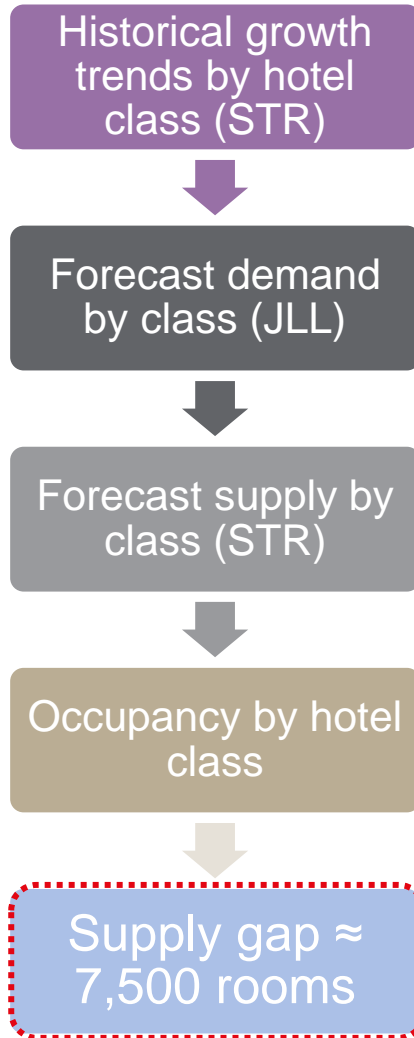 Historical growth
trends by hotel
class (STR)
Forecast demand
by class (JLL)
Forecast supply by
class (STR)
Occupancy by hotel
class
Supply gap ≈
7,500 rooms